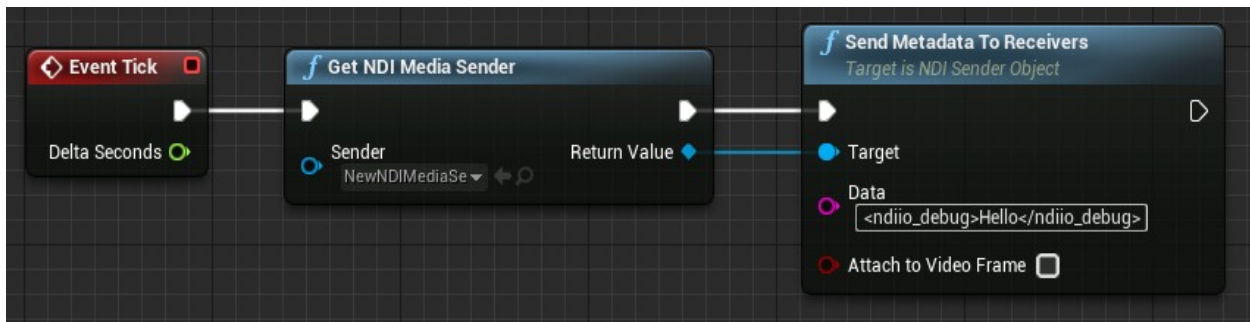 Event Tick
Delta Seconds
Get NDI Media Sender
Sender
NewNDIMediaSe
Return Value
Send Metadata To Receivers
Target is NDI Sender Object
Target
Data
<ndiio_debug>Hello</ndiio_debug>
Attach to Video Frame